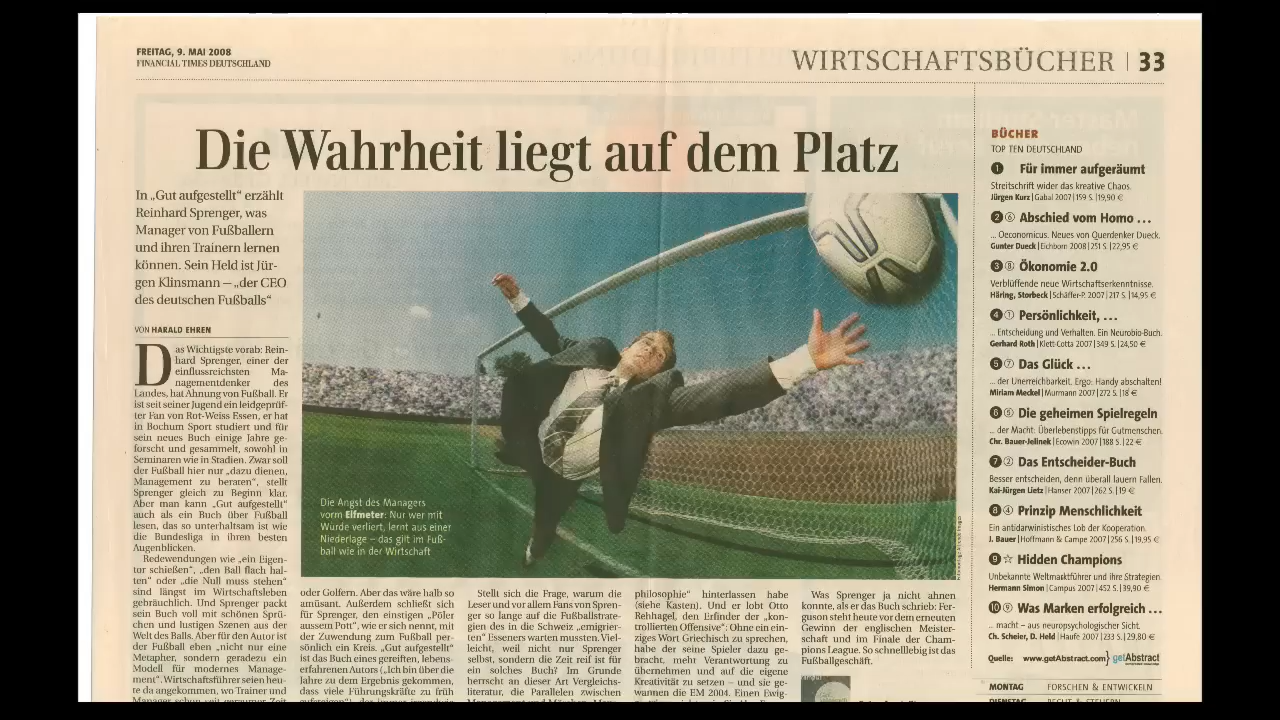 FREITAG, 9. MAI 2008
FINANCIAL TIMES DEUTSCHLAND
WIRTSCHAFTSBÜCHER | 33
Die Wahrheit liegt auf dem Platz
In „Gut aufgestellt“ erzählt
Reinhard Sprenger, was
Manager von Fußballern
und ihren Trainern lernen
können. Sein Held ist Jür-
gen Klinsmann – „der CEO
des deutschen Fußballs“
VON HARALD EHREN
Das Wichtigste vorab: Rein-
hard Sprenger, einer der
einflussreichsten Ma-
nagementdenker des
Landes, hat Ahnung von Fußball. Er
ist seit seiner Jugend ein leidgeprüf-
ter Fan von Rot-Weiss Essen, er hat
in Bochum Sport studiert und für
sein neues Buch einige Jahre ge-
forscht und gesammelt, sowohl in
Seminaren wie in Stadien. Zwar soll
der Fußball hier nur „dazu dienen,
Management zu beraten“, stellt
Sprenger gleich zu Beginn klar.
Aber man kann „Gut aufgestellt“
auch als ein Buch über Fußball
lesen, das so unterhaltsam ist wie
die Bundesliga in ihren besten
Augenblicken.
Redewendungen wie „ein Eigen-
tor schießen“, „den Ball flach hal-
ten“ oder „die Null muss stehen“
sind längst im Wirtschaftsleben
gebräuchlich. Und Sprenger packt
sein Buch voll mit schönen Sprü-
chen und lustigen Szenen aus der
Welt des Balls. Aber für den Autor ist
der Fußball eben „nicht nur eine
Metapher, sondern geradezu ein
Modell für modernes Manage-
ment“. Wirtschaftsführer seien heu-
te da angekommen, wo Trainer und
Manager schon seit geraumer Zeit
Die Angst des Managers
vorm Elfmeter: Nur wer mit
Würde verliert, lernt aus einer
Niederlage – das gilt im Fuß-
ball wie in der Wirtschaft
oder Golfern. Aber das wäre halb so
amüsant. Außerdem schließt sich
für Sprenger, den einstigen „Pöler
aussem Pott“, wie er sich nennt, mit
der Zuwendung zum Fußball per-
sönlich ein Kreis. „Gut aufgestellt“
ist das Buch eines gereiften, lebens-
erfahrenen Autors („Ich bin über die
Jahre zu dem Ergebnis gekommen,
dass viele Führungskräfte zu früh
Stellt sich die Frage, warum die
Leser und vor allem Fans von Spren-
ger so lange auf die Fußballstrate-
gien des in die Schweiz „emigrier-
ten“ Esseners warten mussten. Viel-
leicht, weil nicht nur Sprenger
selbst, sondern die Zeit reif ist für
ein solches Buch? Im Grunde
herrscht an dieser Art Vergleichs-
literatur, die Parallelen zwischen
philosophie“ hinterlassen habe
(siehe Kasten). Und er lobt Otto
Rehhagel, den Erfinder der „kon-
trollierten Offensive“: Ohne ein ein-
ziges Wort Griechisch zu sprechen,
habe der seine Spieler dazu ge-
bracht, mehr Verantwortung zu
übernehmen und auf die eigene
Kreativität zu setzen – und sie ge-
wannen die EM 2004. Einen Ewig-
Was Sprenger ja nicht ahnen
konnte, als er das Buch schrieb: Fer-
guson steht heute vor dem erneuten
Gewinn der englischen Meister-
schaft und im Finale der Cham-
pions League. So schnelllebig ist das
Fußballgeschäft.
BÜCHER
TOP TEN DEUTSCHLAND
1 Für immer aufgeräumt
Streitschrift wider das kreative Chaos.
Jürgen Kurz | Gabal 2007 | 159 S. | 19,90 €
2 6 Abschied vom Homo ...
... Oeconomicus. Neues von Querdenker Dueck.
Gunter Dueck | Eichborn 2008 | 251 S. | 22,95 €
3 8 Ökonomie 2.0
Verblüffende neue Wirtschaftserkenntnisse.
Häring, Storbeck | Schäffer-P. 2007 | 217 S. | 14,95 €
4 1 Persönlichkeit, ...
... Entscheidung und Verhalten. Ein Neurobio-Buch.
Gerhard Roth | Klett-Cotta 2007 | 349 S. | 24,50 €
5 7 Das Glück ...
... der Unerreichbarkeit. Ergo: Handy abschalten!
Miriam Meckel | Murmann 2007 | 272 S. | 18 €
6 5 Die geheimen Spielregeln
... der Macht: Überlebenstipps für Gutmenschen.
Chr. Bauer-Jelinek | Ecowin 2007 | 188 S. | 22 €
7 2 Das Entscheider-Buch
Besser entscheiden, denn überall lauern Fallen.
Kai-Jürgen Lietz | Hanser 2007 | 262 S. | 19 €
8 4 Prinzip Menschlichkeit
Ein antidarwinistisches Lob der Kooperation.
J. Bauer | Hoffmann & Campe 2007 | 256 S. | 19,95 €
9 ☆ Hidden Champions
Unbekannte Weltmarktführer und ihre Strategien.
Hermann Simon | Campus 2007 | 452 S. | 39,90 €
10 9 Was Marken erfolgreich ...
... macht – aus neuropsychologischer Sicht.
Ch. Scheier, D. Held | Haufe 2007 | 233 S. | 29,80 €
Quelle: www.getAbstract.com getAbstract
MONTAG FORSCHEN & ENTWICKELN
DIENSTAG RECHT & STEUERN